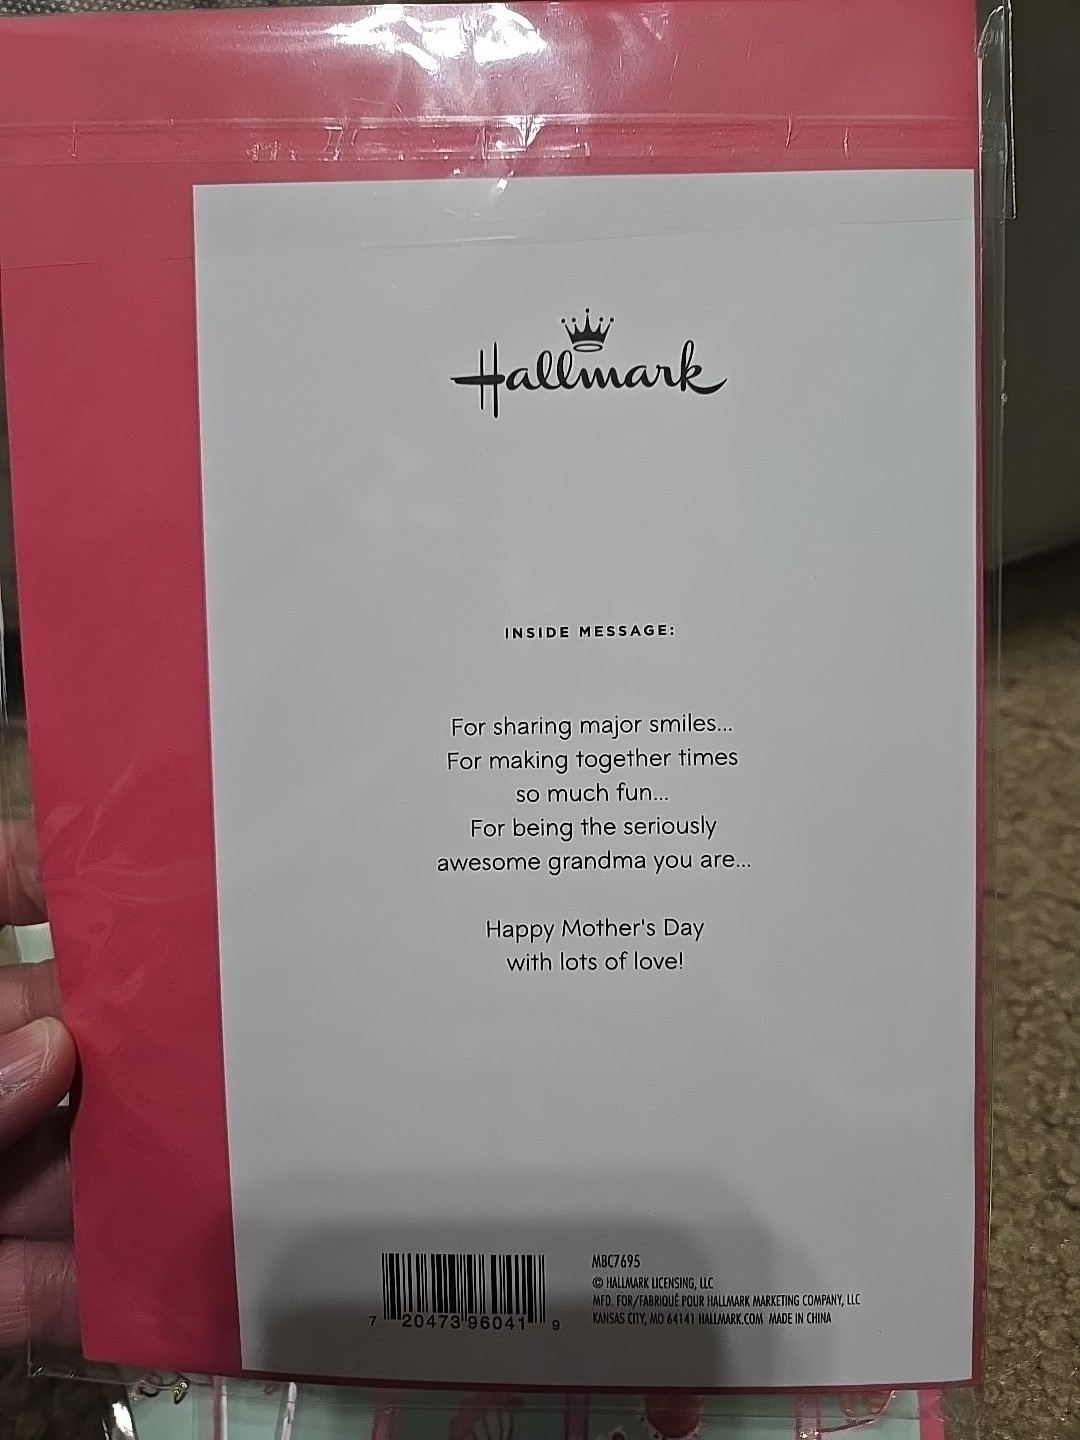 Hallmark
INSIDE MESSAGE:
For sharing major smiles...
For making together times
so much fun...
For being the seriously
awesome grandma you are...
Happy Mother's Day
with lots of love!
MBC7695
© HALLMARK LICENSING, LLC
MFD. FOR/FABRIQUÉ POUR HALLMARK MARKETING COMPANY, LLC
KANSAS CITY, MO 64141 HALLMARK.COM MADE IN CHINA
7 20473 96041 9